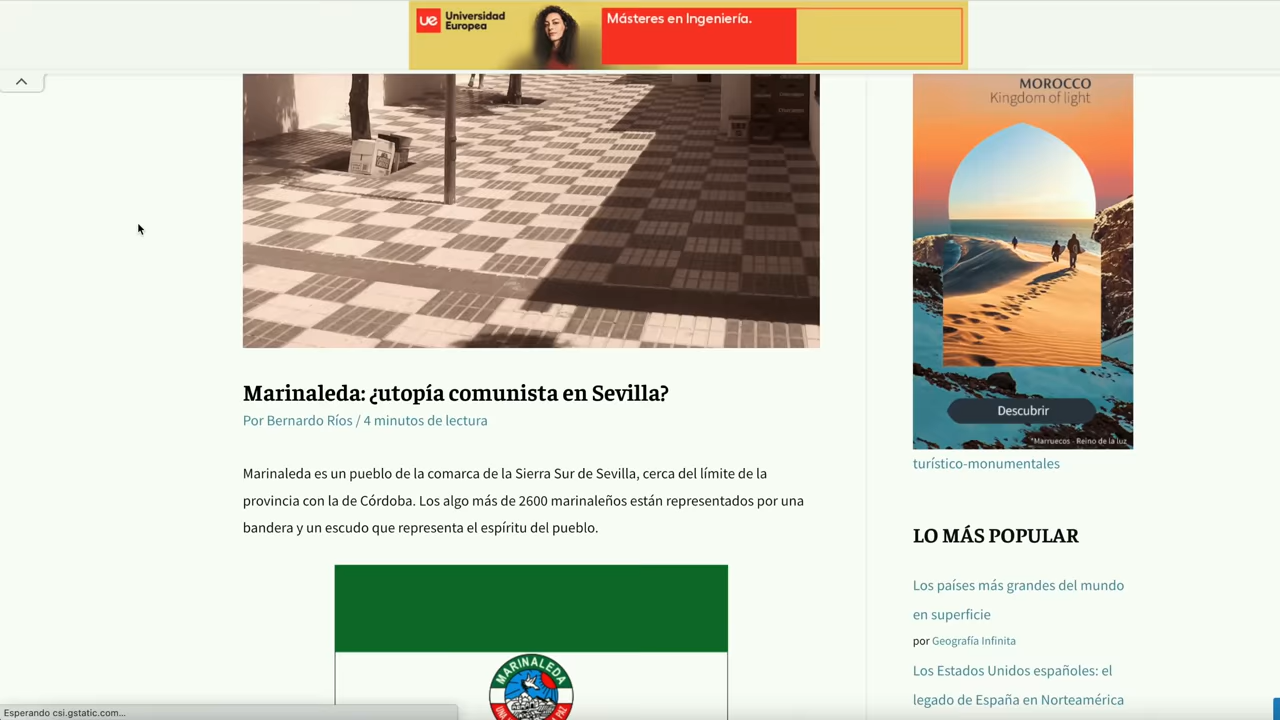 ue Universidad
Europea
Másteres en Ingeniería.
MOROCCO
Kingdom of light
Descubrir
*Marruecos - Reino de la luz
turístico-monumentales
Marinaleda: ¿utopía comunista en Sevilla?
Por Bernardo Ríos / 4 minutos de lectura
Marinaleda es un pueblo de la comarca de la Sierra Sur de Sevilla, cerca del límite de la
provincia con la de Córdoba. Los algo más de 2600 marinaleños están representados por una
bandera y un escudo que representa el espíritu del pueblo.
MARINALEDA
LO MÁS POPULAR
Los países más grandes del mundo
en superficie
por Geografía Infinita
Los Estados Unidos españoles: el
legado de España en Norteamérica
Esperando csi.gstatic.com...